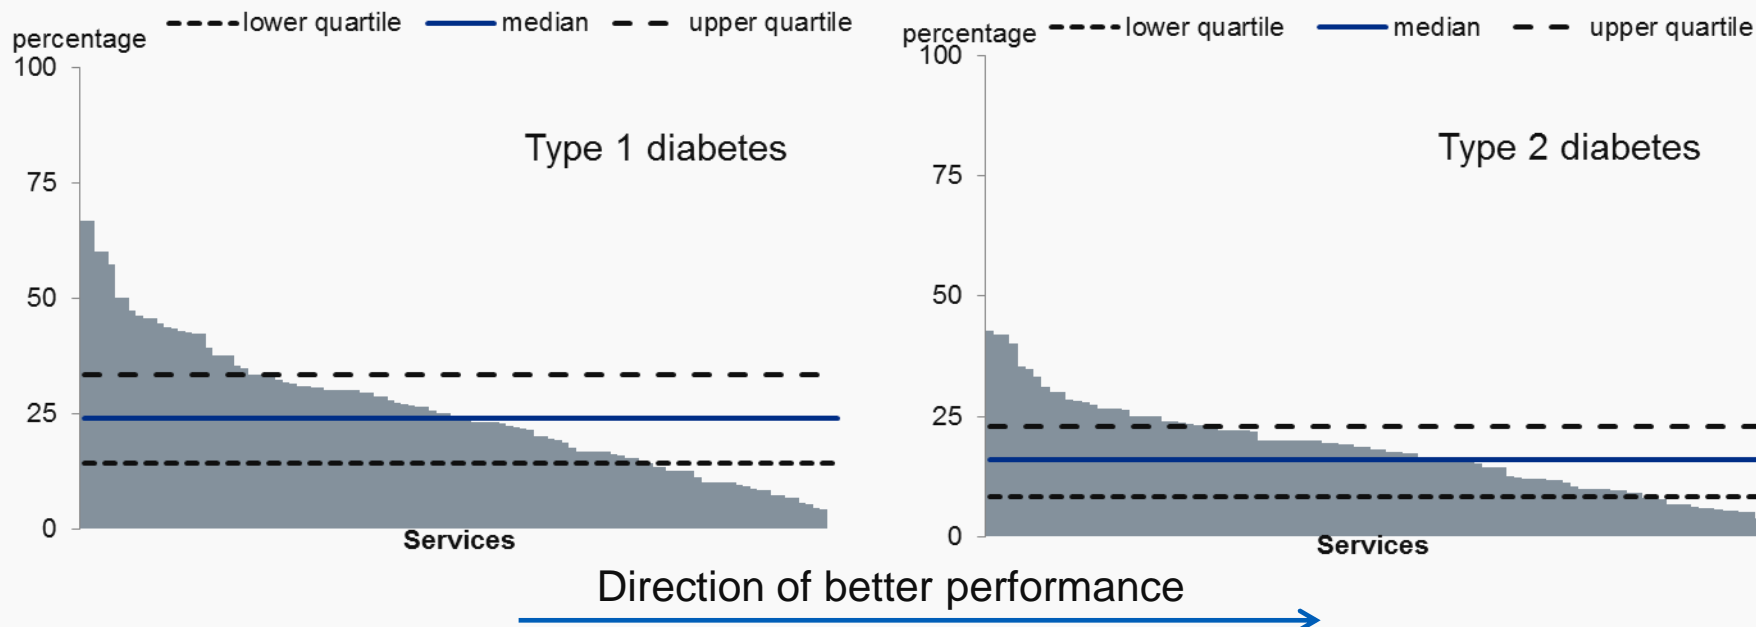 lower quartile median upper quartile
percentage
100
75
50
25
0
Type 1 diabetes
Services
lower quartile median upper quartile
percentage
100
75
50
25
0
Type 2 diabetes
Services
Direction of better performance